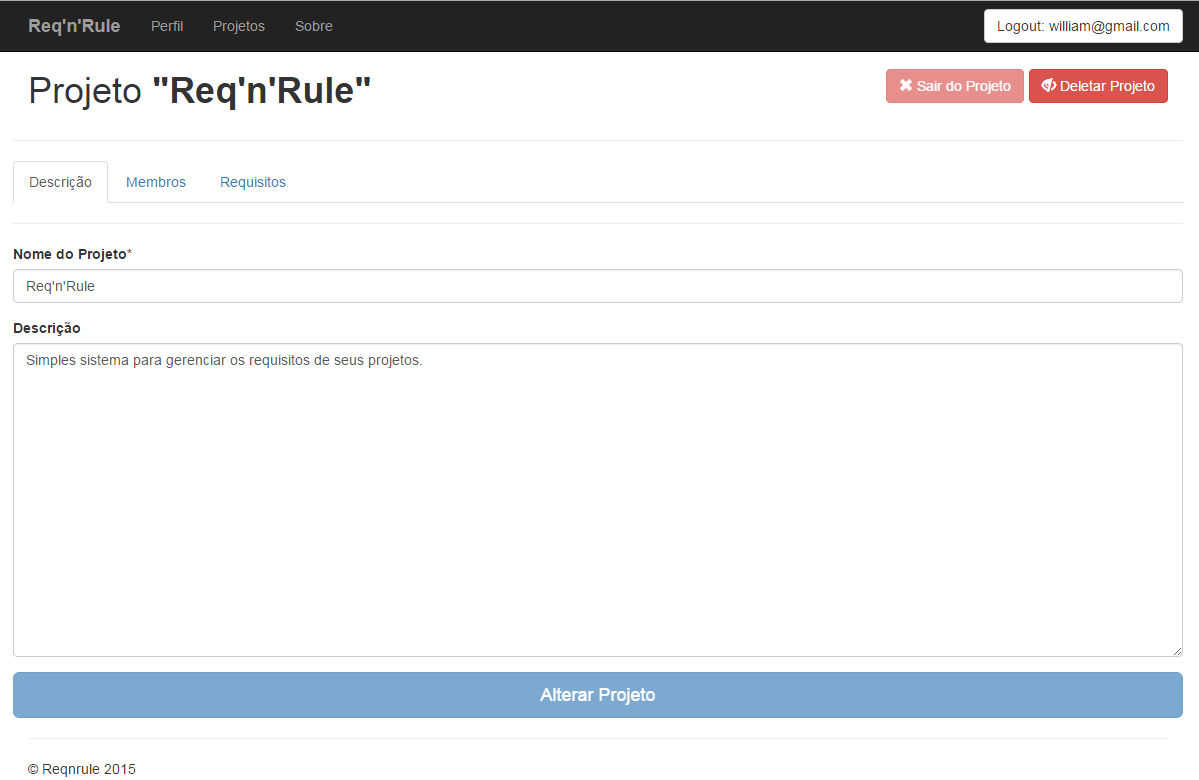 Req'n'Rule Perfil Projetos Sobre Logout: william@gmail.com
Projeto "Req'n'Rule" Sair do Projeto Deletar Projeto
Descrição Membros Requisitos
Nome do Projeto*
Req'n'Rule
Descrição
Simples sistema para gerenciar os requisitos de seus projetos.
Alterar Projeto
© Reqnrule 2015